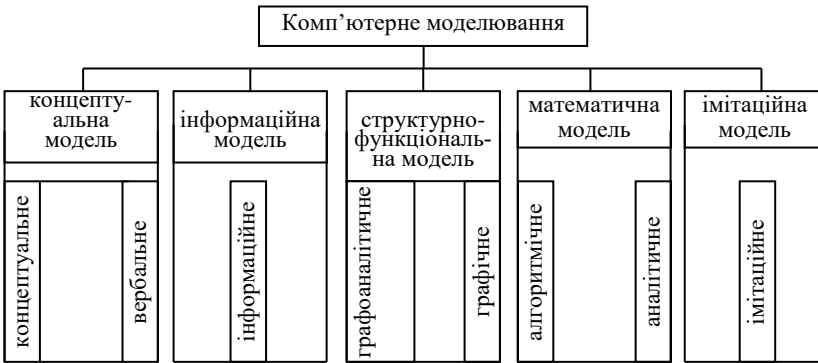 Комп’ютерне моделювання
концепту-
альна
модель
інформаційна
модель
структурно-
функціональ-
на модель
математична
модель
імітаційна
модель
концептуальне
вербальне
інформаційне
графоаналітичне
графічне
алгоритмічне
аналітичне
імітаційне